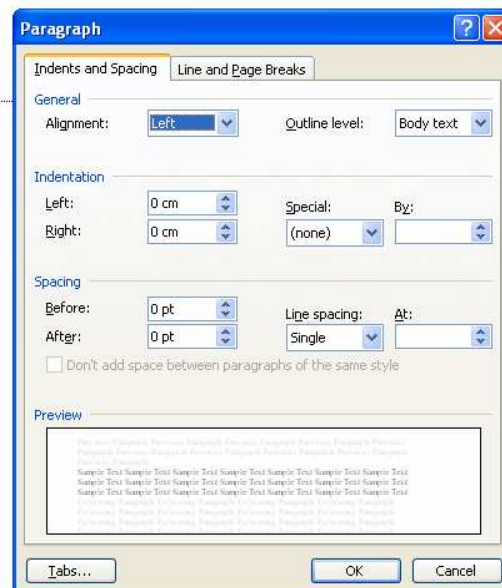 Paragraph
Indents and Spacing Line and Page Breaks
General
Alignment: Left Outline level: Body text
Indentation
Left: 0 cm Special: By:
Right: 0 cm (none)
Spacing
Before: 0 pt Line spacing: At:
After: 0 pt Single
Don't add space between paragraphs of the same style
Preview
Sample Text Sample Text Sample Text Sample Text Sample Text Sample Text Sample Text
Sample Text Sample Text Sample Text Sample Text Sample Text Sample Text Sample Text
Sample Text Sample Text Sample Text Sample Text Sample Text Sample Text Sample Text
Tabs... OK Cancel